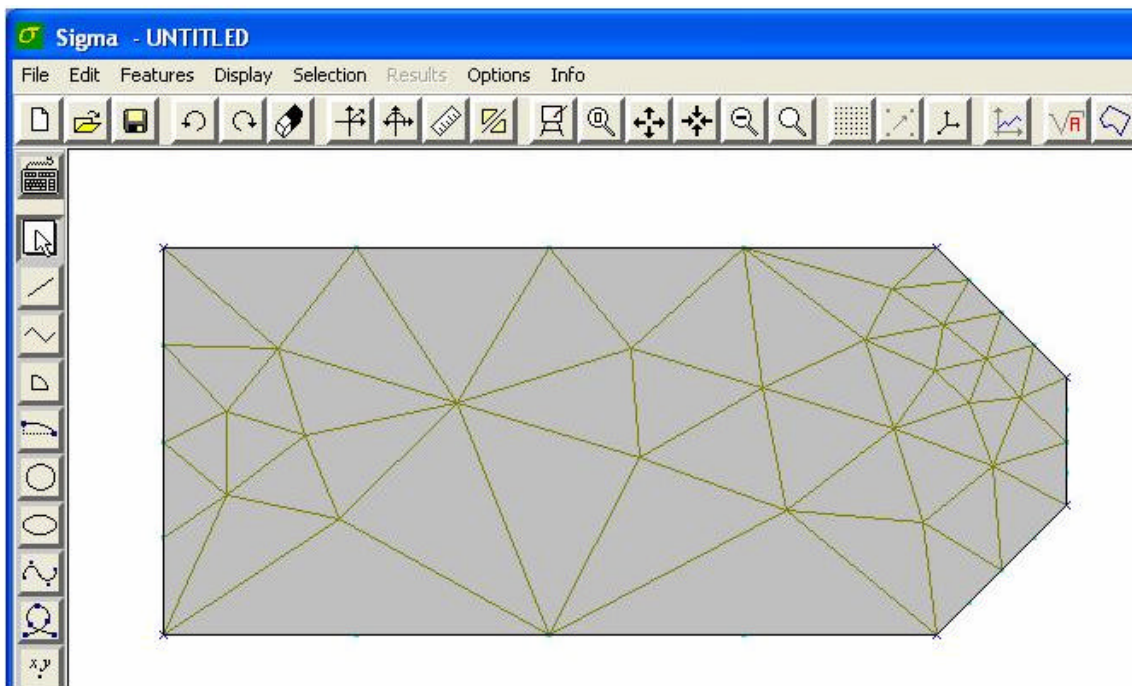 σ Sigma - UNTITLED
File Edit Features Display Selection Results Options Info
A
x,y